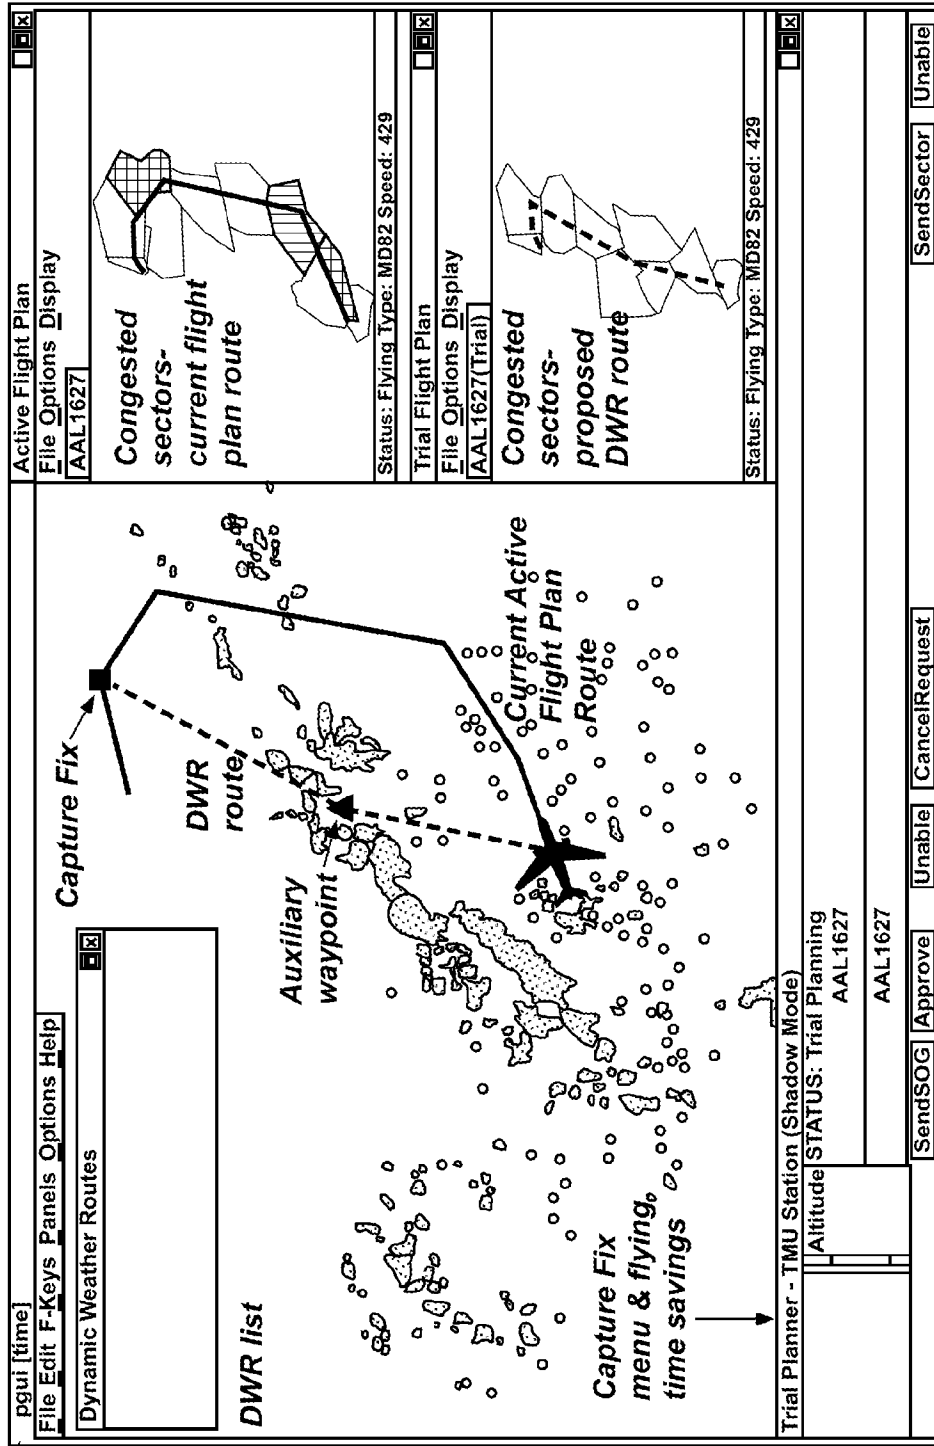 pgui [time]
File Edit F-Keys Panels Options Help
Dynamic Weather Routes
DWR list
Capture Fix
DWR
route
Auxiliary
waypoint
Current Active
Flight Plan
Route
Capture Fix
menu & flying
time savings
Active Flight Plan
File Options Display
AAL1627
Congested
sectors-
current flight
plan route
Status: Flying Type: MD82 Speed: 429
Trial Flight Plan
File Options Display
AAL1627(Trial)
Congested
sectors-
proposed
DWR route
Status: Flying Type: MD82 Speed: 429
Trial Planner - TMU Station (Shadow Mode)
Altitude
STATUS: Trial Planning
AAL1627
AAL1627
SendSOG Approve Unable CancelRequest SendSector Unable